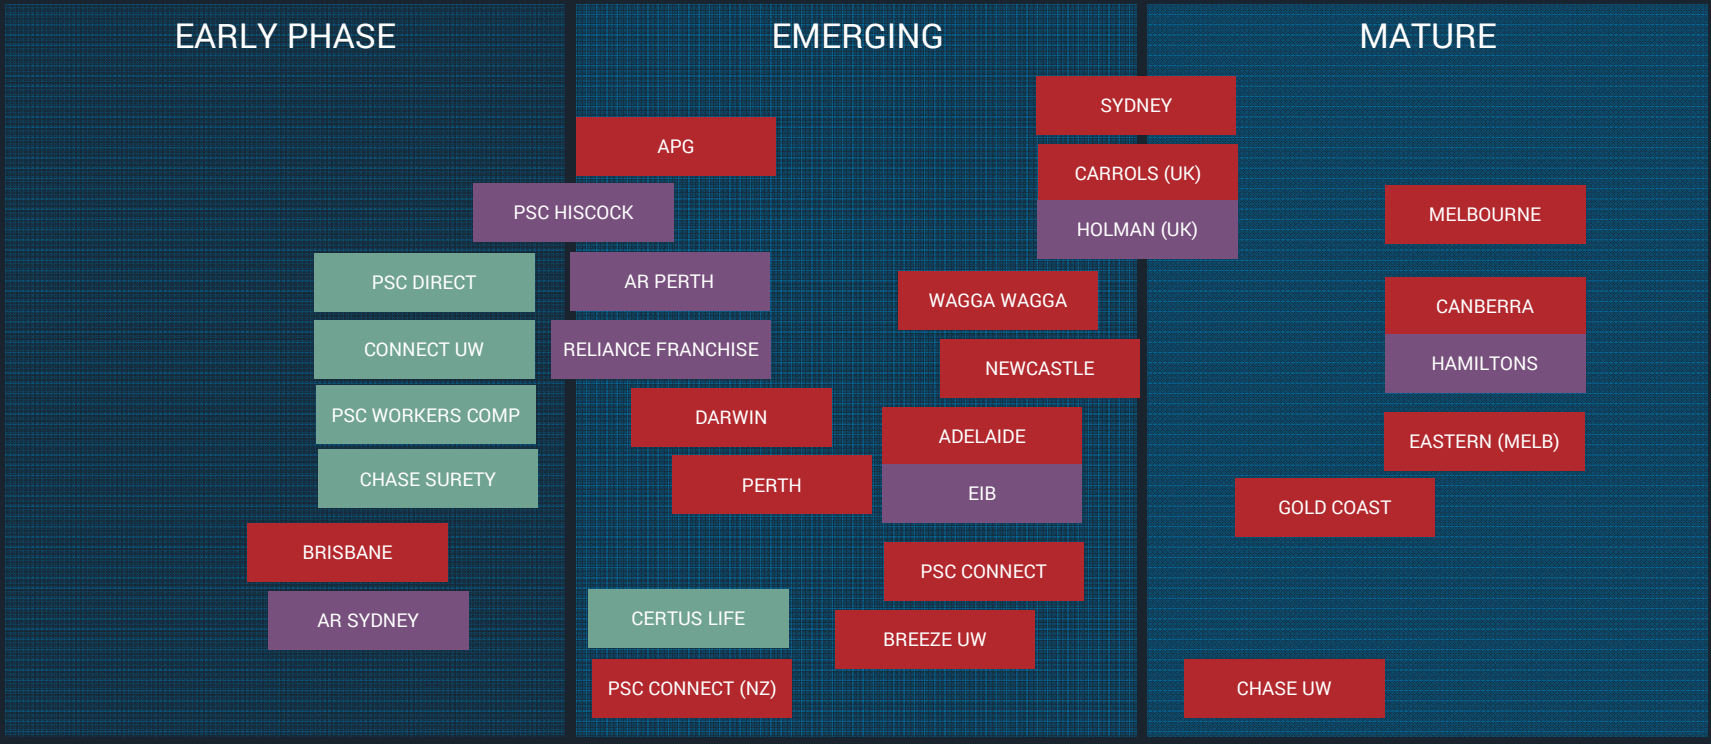 EARLY PHASE
EMERGING
MATURE
SYDNEY
APG
CARROLS (UK)
PSC HISCOCK
MELBOURNE
HOLMAN (UK)
PSC DIRECT
AR PERTH
WAGGA WAGGA
CANBERRA
CONNECT UW
RELIANCE FRANCHISE
NEWCASTLE
HAMILTONS
PSC WORKERS COMP
DARWIN
ADELAIDE
EASTERN (MELB)
CHASE SURETY
PERTH
EIB
GOLD COAST
BRISBANE
PSC CONNECT
AR SYDNEY
CERTUS LIFE
BREEZE UW
PSC CONNECT (NZ)
CHASE UW